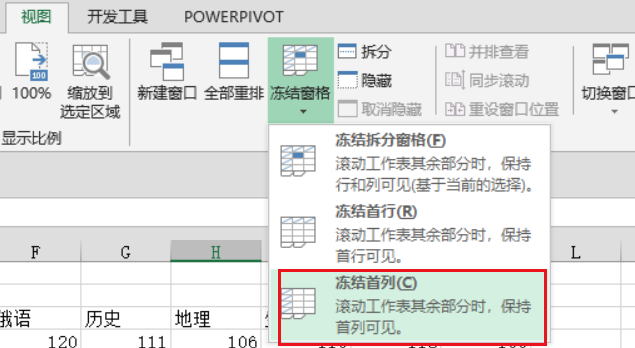 视图 开发工具 POWERPIVOT
100% 缩放到 选定区域 新建窗口 全部重排 冻结窗格 拆分 并排查看
隐藏 同步滚动 切换窗口
取消隐藏 重设窗口位置
显示比例
冻结拆分窗格(F)
滚动工作表其余部分时，保持
行和列可见(基于当前的选择)。
冻结首行(R)
滚动工作表其余部分时，保持
首行可见。
冻结首列(C)
滚动工作表其余部分时，保持
首列可见。
F G H L
俄语 历史 地理
120 111 106